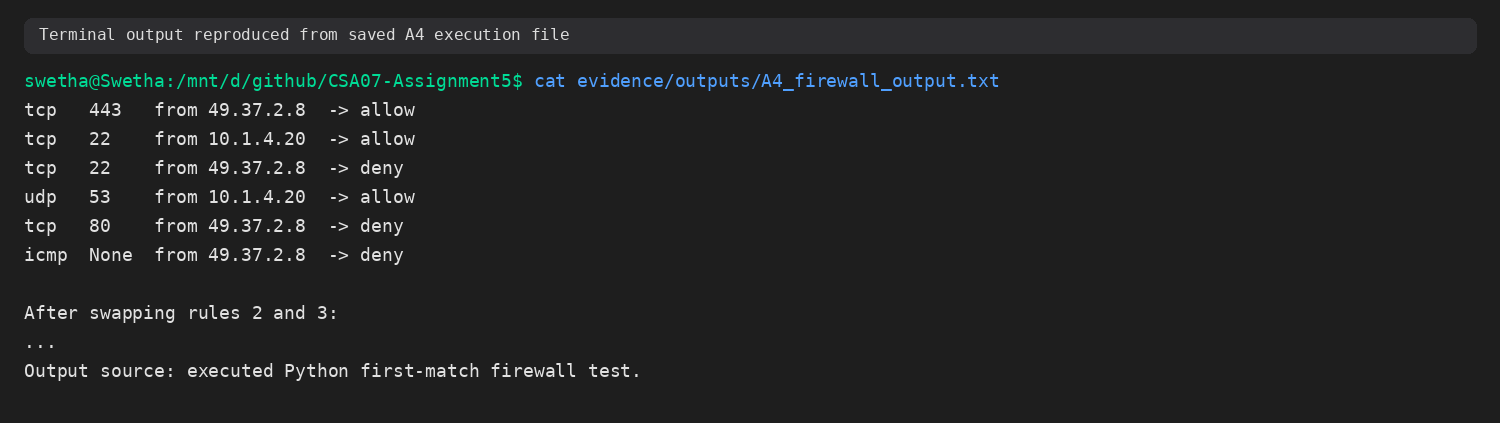 Terminal output reproduced from saved A4 execution file
swetha@Swetha:/mnt/d/github/CSA07-Assignment5$ cat evidence/outputs/A4_firewall_output.txt
tcp   443   from 49.37.2.8  -> allow
tcp   22    from 10.1.4.20  -> allow
tcp   22    from 49.37.2.8  -> deny
udp   53    from 10.1.4.20  -> allow
tcp   80    from 49.37.2.8  -> deny
icmp  None  from 49.37.2.8  -> deny
After swapping rules 2 and 3:
...
Output source: executed Python first-match firewall test.